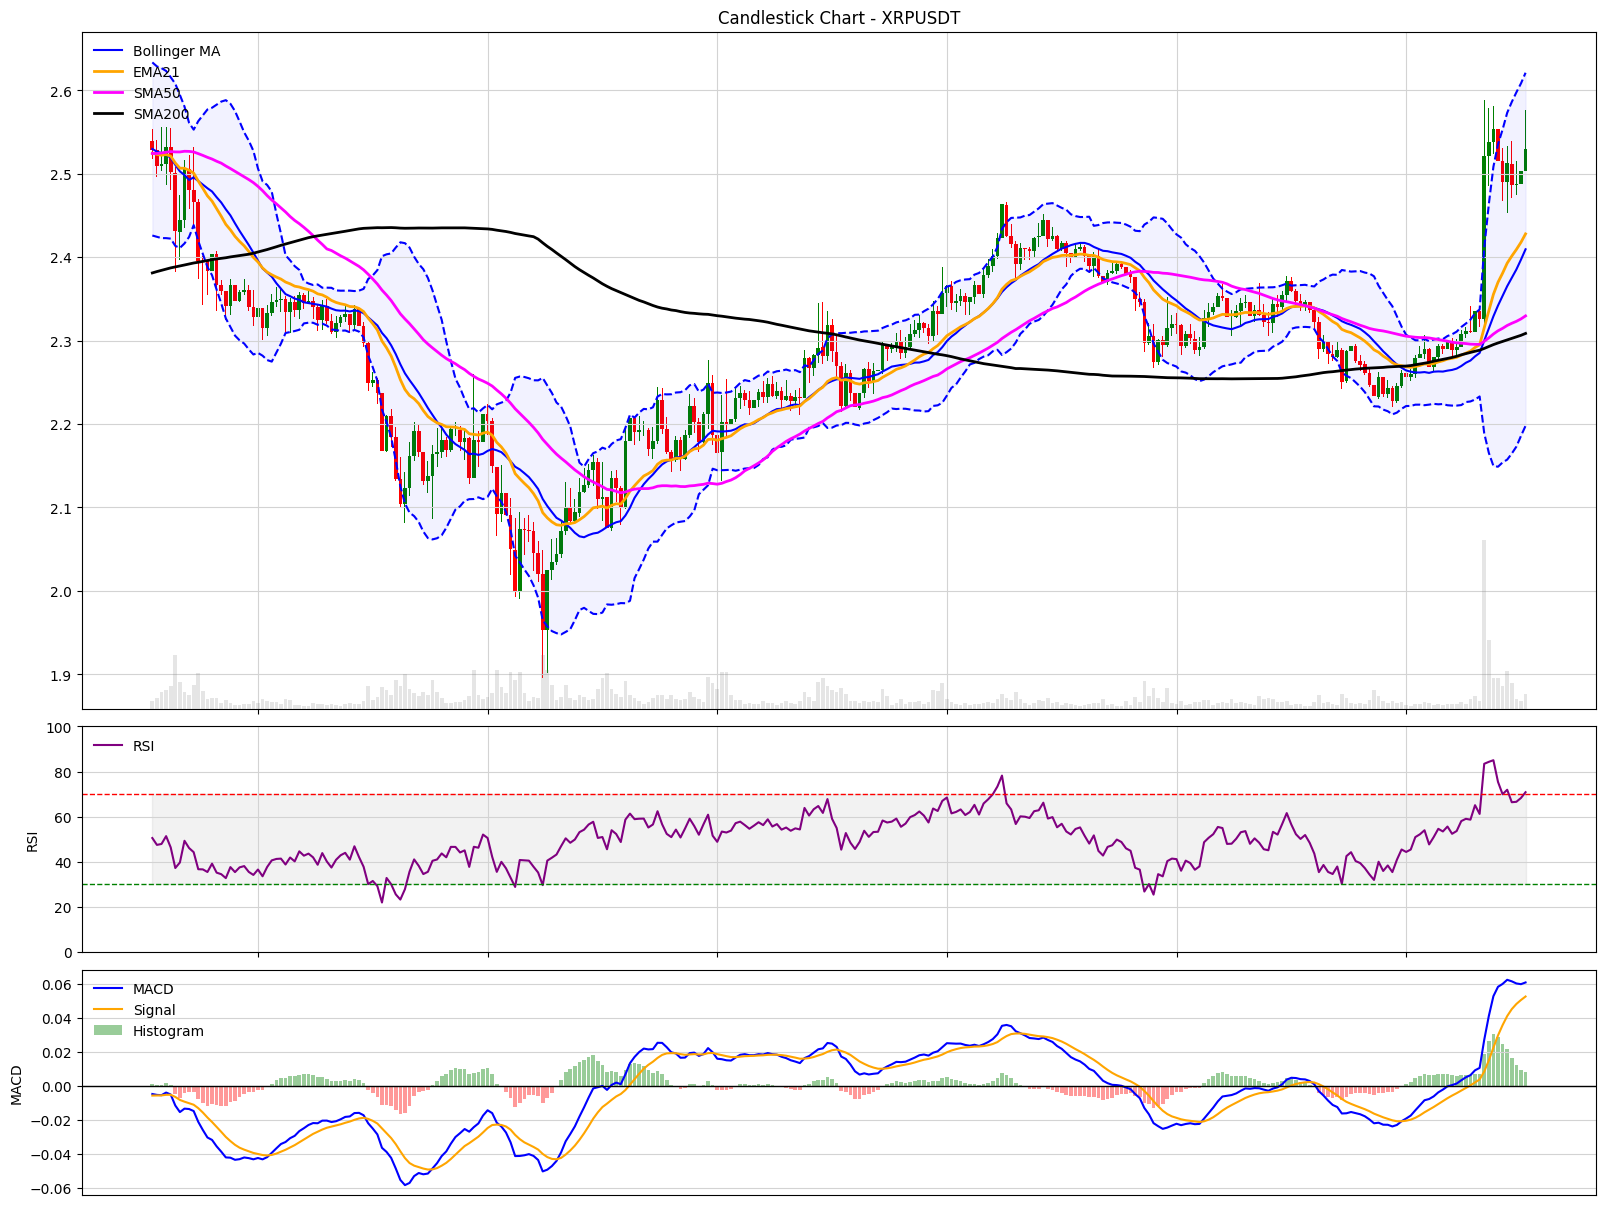 Candlestick Chart - XRPUSDT
Bollinger MA
EMA21
SMA50
SMA200
2.6
2.5
2.4
2.3
2.2
2.1
2.0
1.9
RSI
100
80
60
40
20
0
RSI
MACD
Signal
Histogram
0.06
0.04
0.02
0.00
−0.02
−0.04
−0.06
MACD